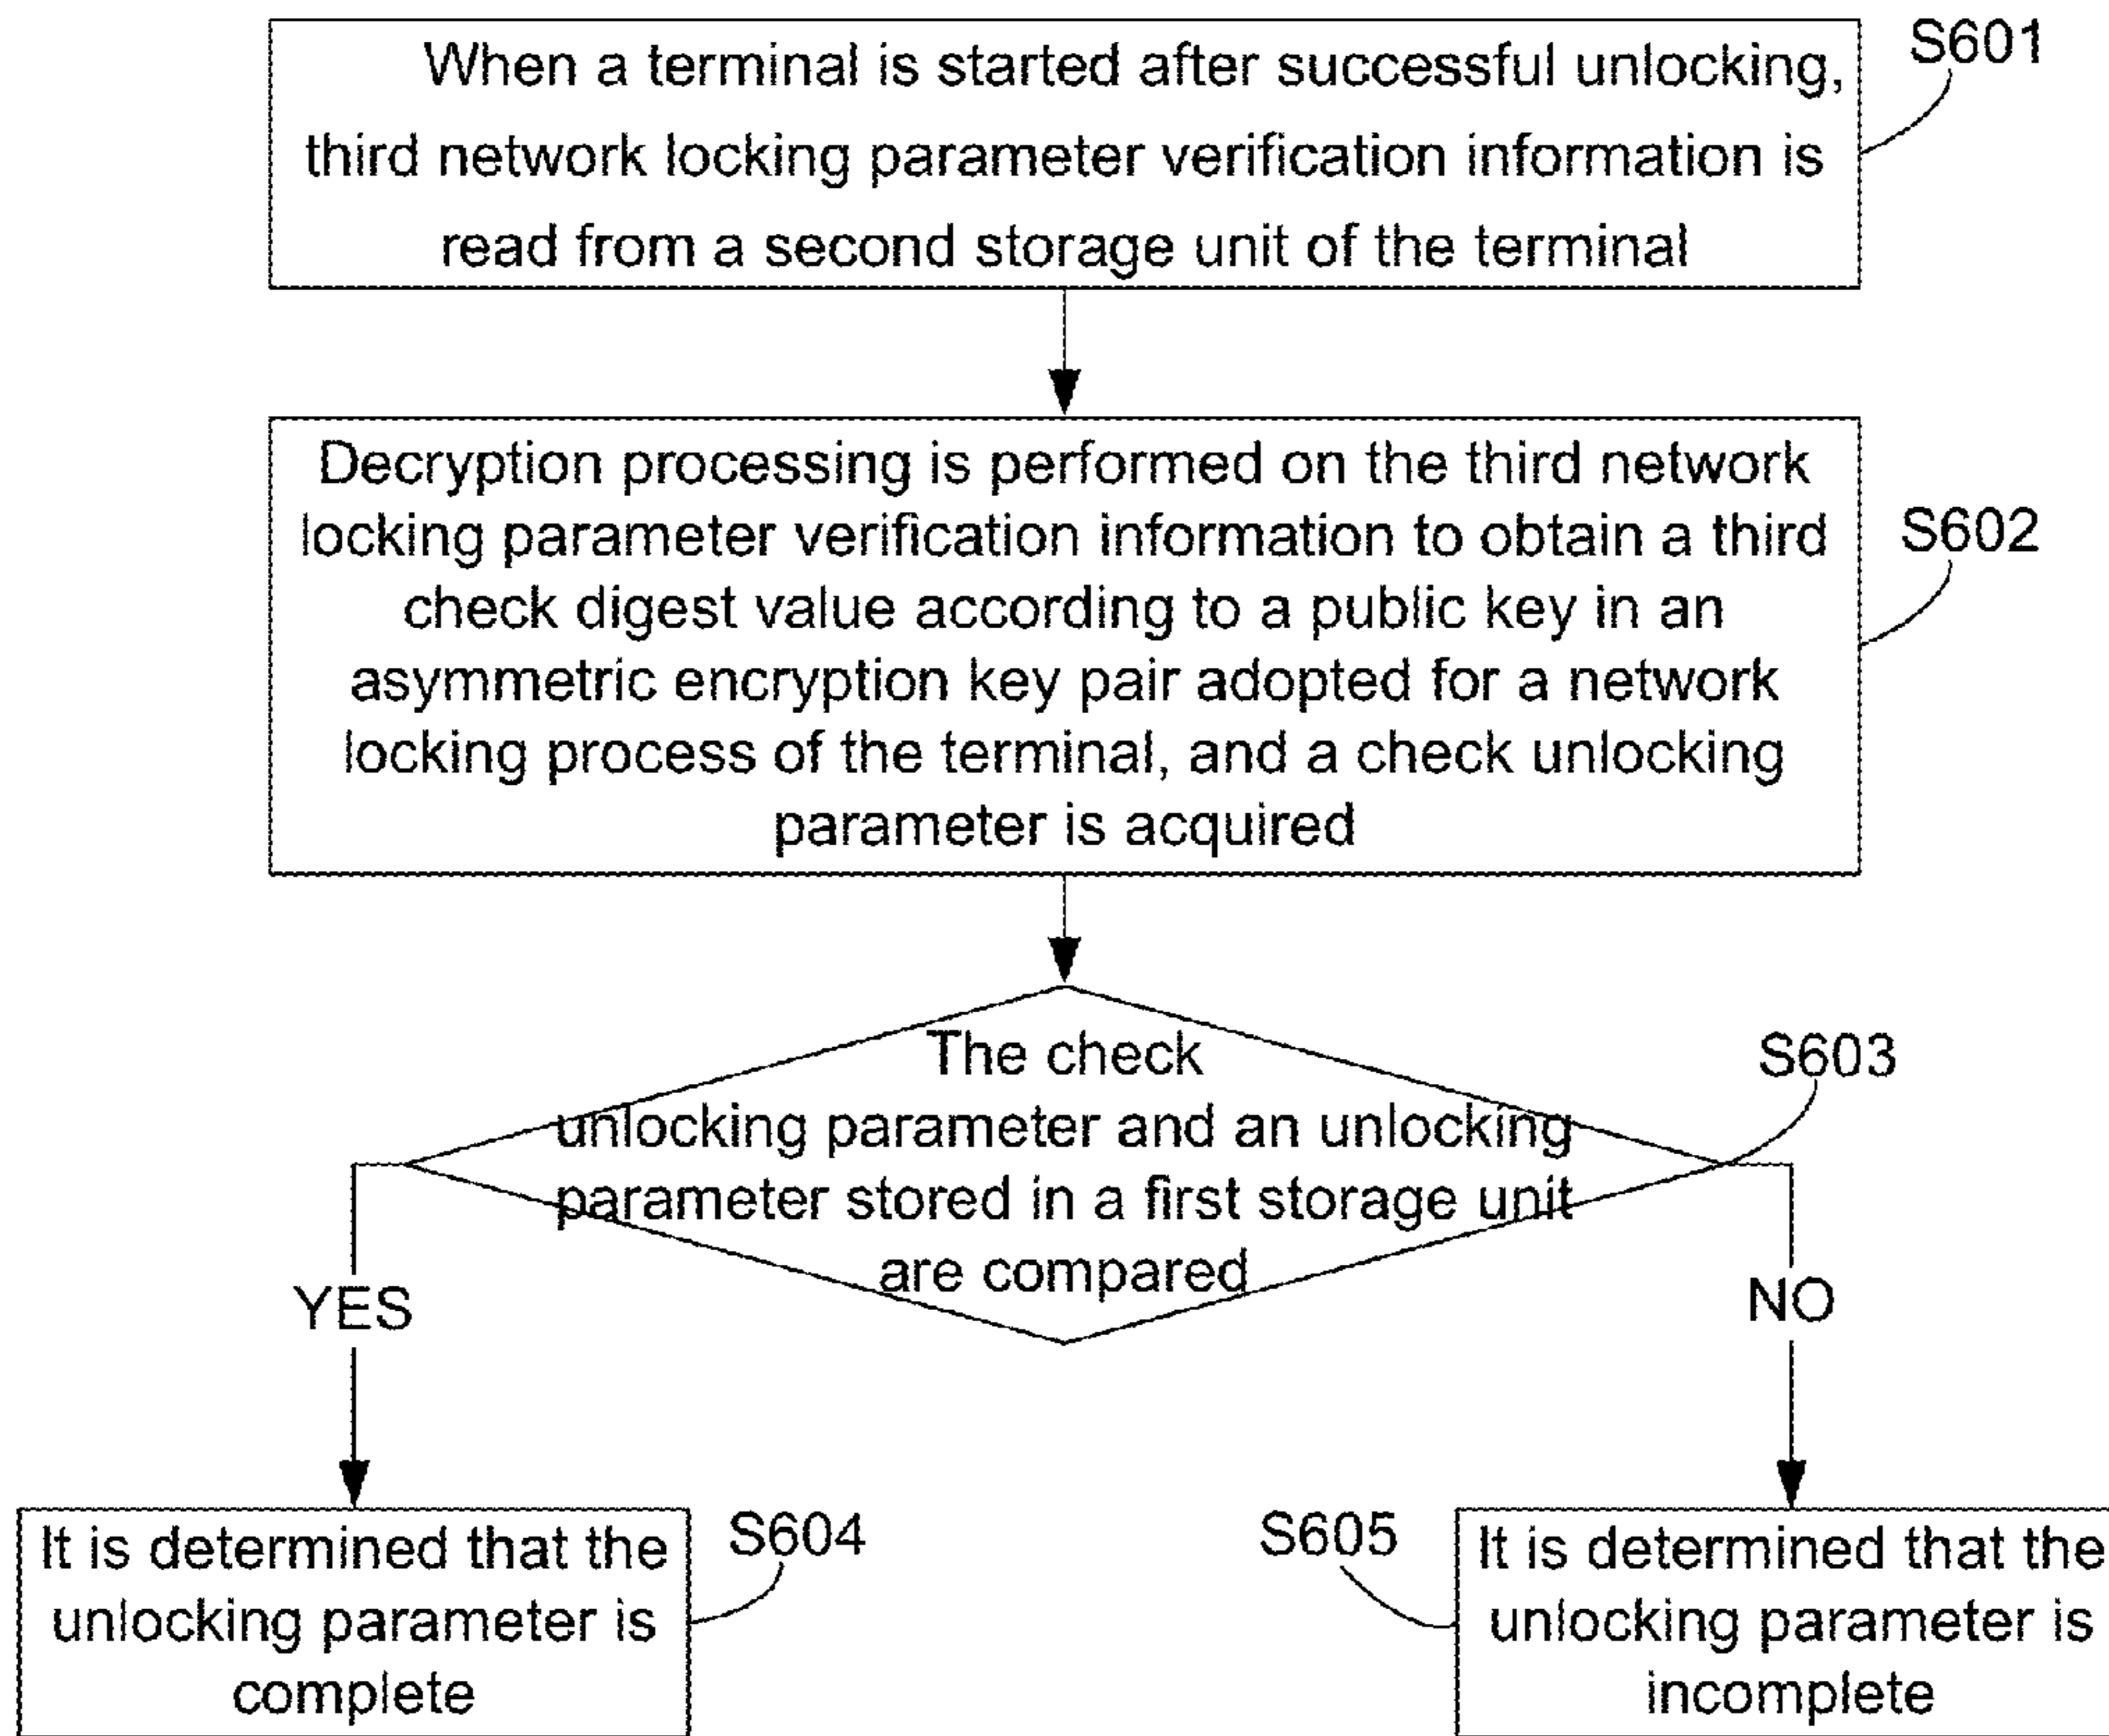 When a terminal is started after successful unlocking,
third network locking parameter verification information is
read from a second storage unit of the terminal
S601
Decryption processing is performed on the third network
locking parameter verification information to obtain a third
check digest value according to a public key in an
asymmetric encryption key pair adopted for a network
locking process of the terminal, and a check unlocking
parameter is acquired
S602
The check
unlocking parameter and an unlocking
parameter stored in a first storage unit
are compared
S603
YES
NO
It is determined that the
unlocking parameter is
complete
S604
S605
It is determined that the
unlocking parameter is
incomplete